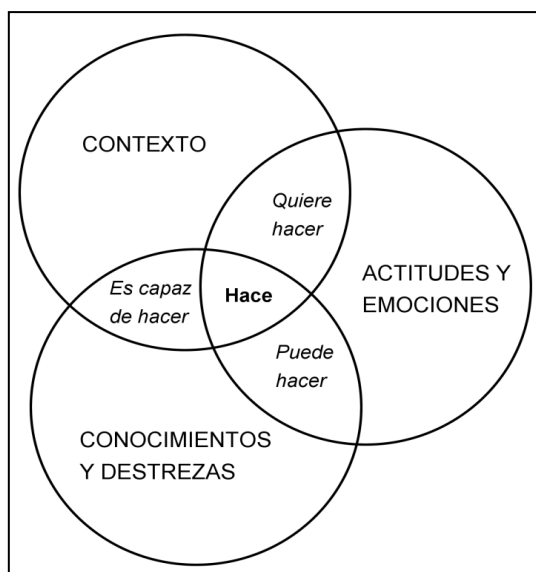 CONTEXTO
Quiere
hacer
ACTITUDES Y
EMOCIONES
Es capaz
de hacer
Hace
Puede
hacer
CONOCIMIENTOS
Y DESTREZAS